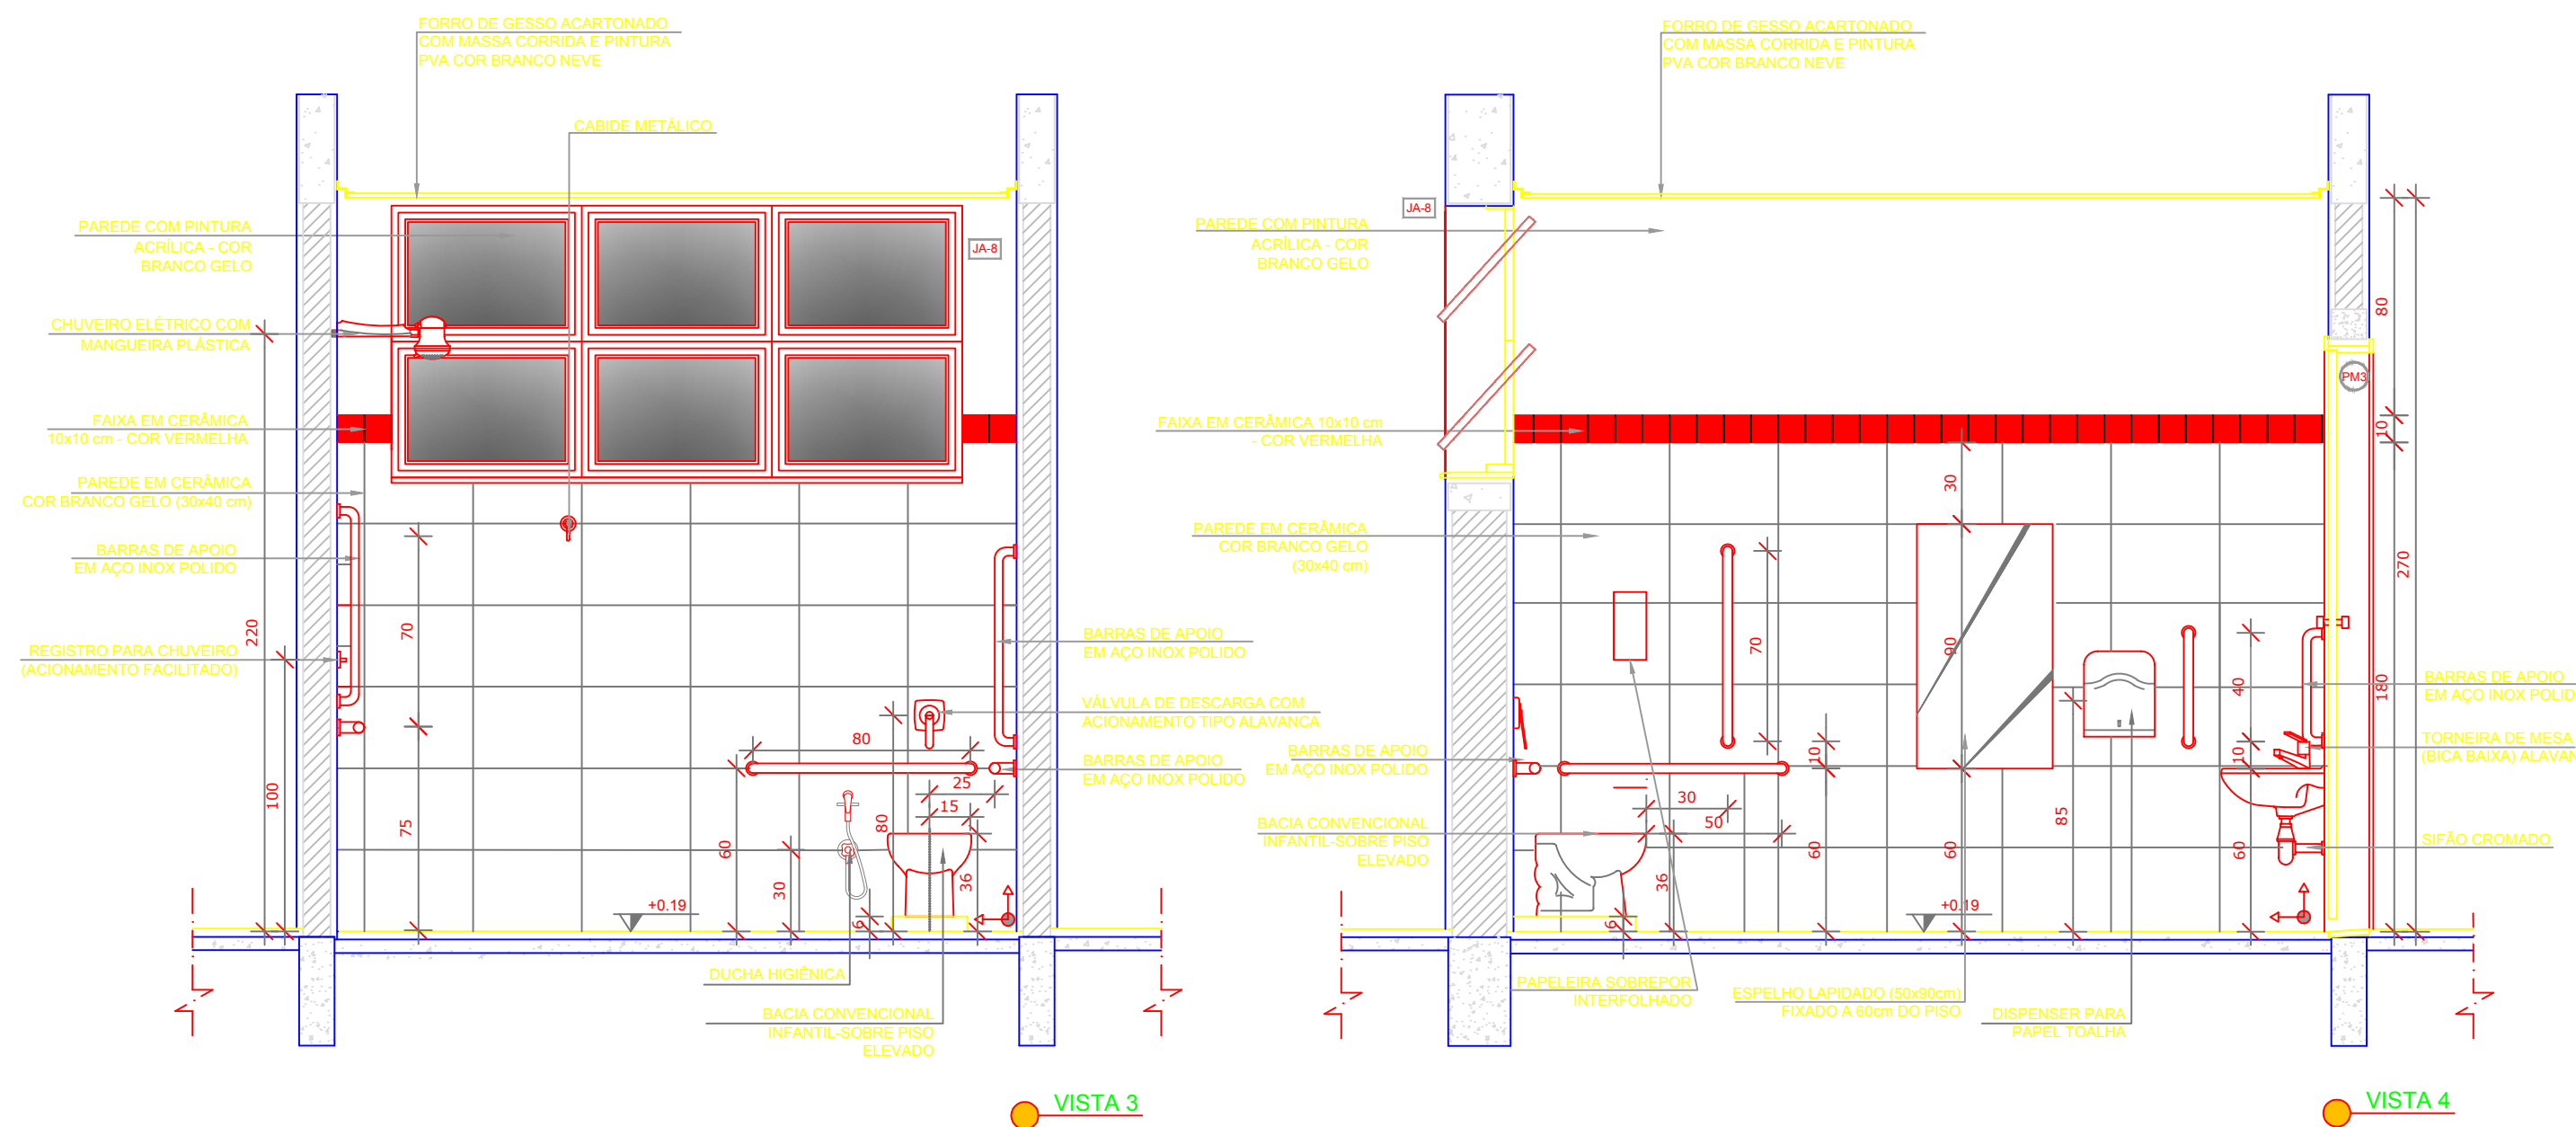 FORRO DE GESSO ACARTONADO
COM MASSA CORRIDA E PINTURA
PVA COR BRANCO NEVE
CABIDE METÁLICO
PAREDE COM PINTURA
ACRÍLICA - COR
BRANCO GELO
JA-8
CHUVEIRO ELÉTRICO COM
MANGUEIRA PLÁSTICA
FAIXA EM CERÂMICA
10x10 cm - COR VERMELHA
PAREDE EM CERÂMICA
COR BRANCO GELO (30x40 cm)
BARRAS DE APOIO
EM AÇO INOX POLIDO
REGISTRO PARA CHUVEIRO
(ACIONAMENTO FACILITADO)
220
100
70
75
BARRAS DE APOIO
EM AÇO INOX POLIDO
VÁLVULA DE DESCARGA COM
ACIONAMENTO TIPO ALAVANCA
BARRAS DE APOIO
EM AÇO INOX POLIDO
80
25
15
80
60
30
36
6
+0.19
DUCHA HIGIÊNICA
BACIA CONVENCIONAL
INFANTIL-SOBRE PISO
ELEVADO
VISTA 3
FORRO DE GESSO ACARTONADO
COM MASSA CORRIDA E PINTURA
PVA COR BRANCO NEVE
JA-8
PAREDE COM PINTURA
ACRÍLICA - COR
BRANCO GELO
FAIXA EM CERÂMICA 10x10 cm
- COR VERMELHA
PAREDE EM CERÂMICA
COR BRANCO GELO
(30x40 cm)
BARRAS DE APOIO
EM AÇO INOX POLIDO
BACIA CONVENCIONAL
INFANTIL-SOBRE PISO
ELEVADO
PM3
80
10
270
180
30
90
70
10
60
60
30
50
36
6
85
40
10
60
+0.19
BARRAS DE APOIO
EM AÇO INOX POLID
TORNEIRA DE MESA
(BICA BAIXA) ALAVAN
SIFÃO CROMADO
PAPELEIRA SOBREPOR
INTERFOLHADO
ESPELHO LAPIDADO (50x90cm)
FIXADO A 60cm DO PISO
DISPENSER PARA
PAPEL TOALHA
VISTA 4